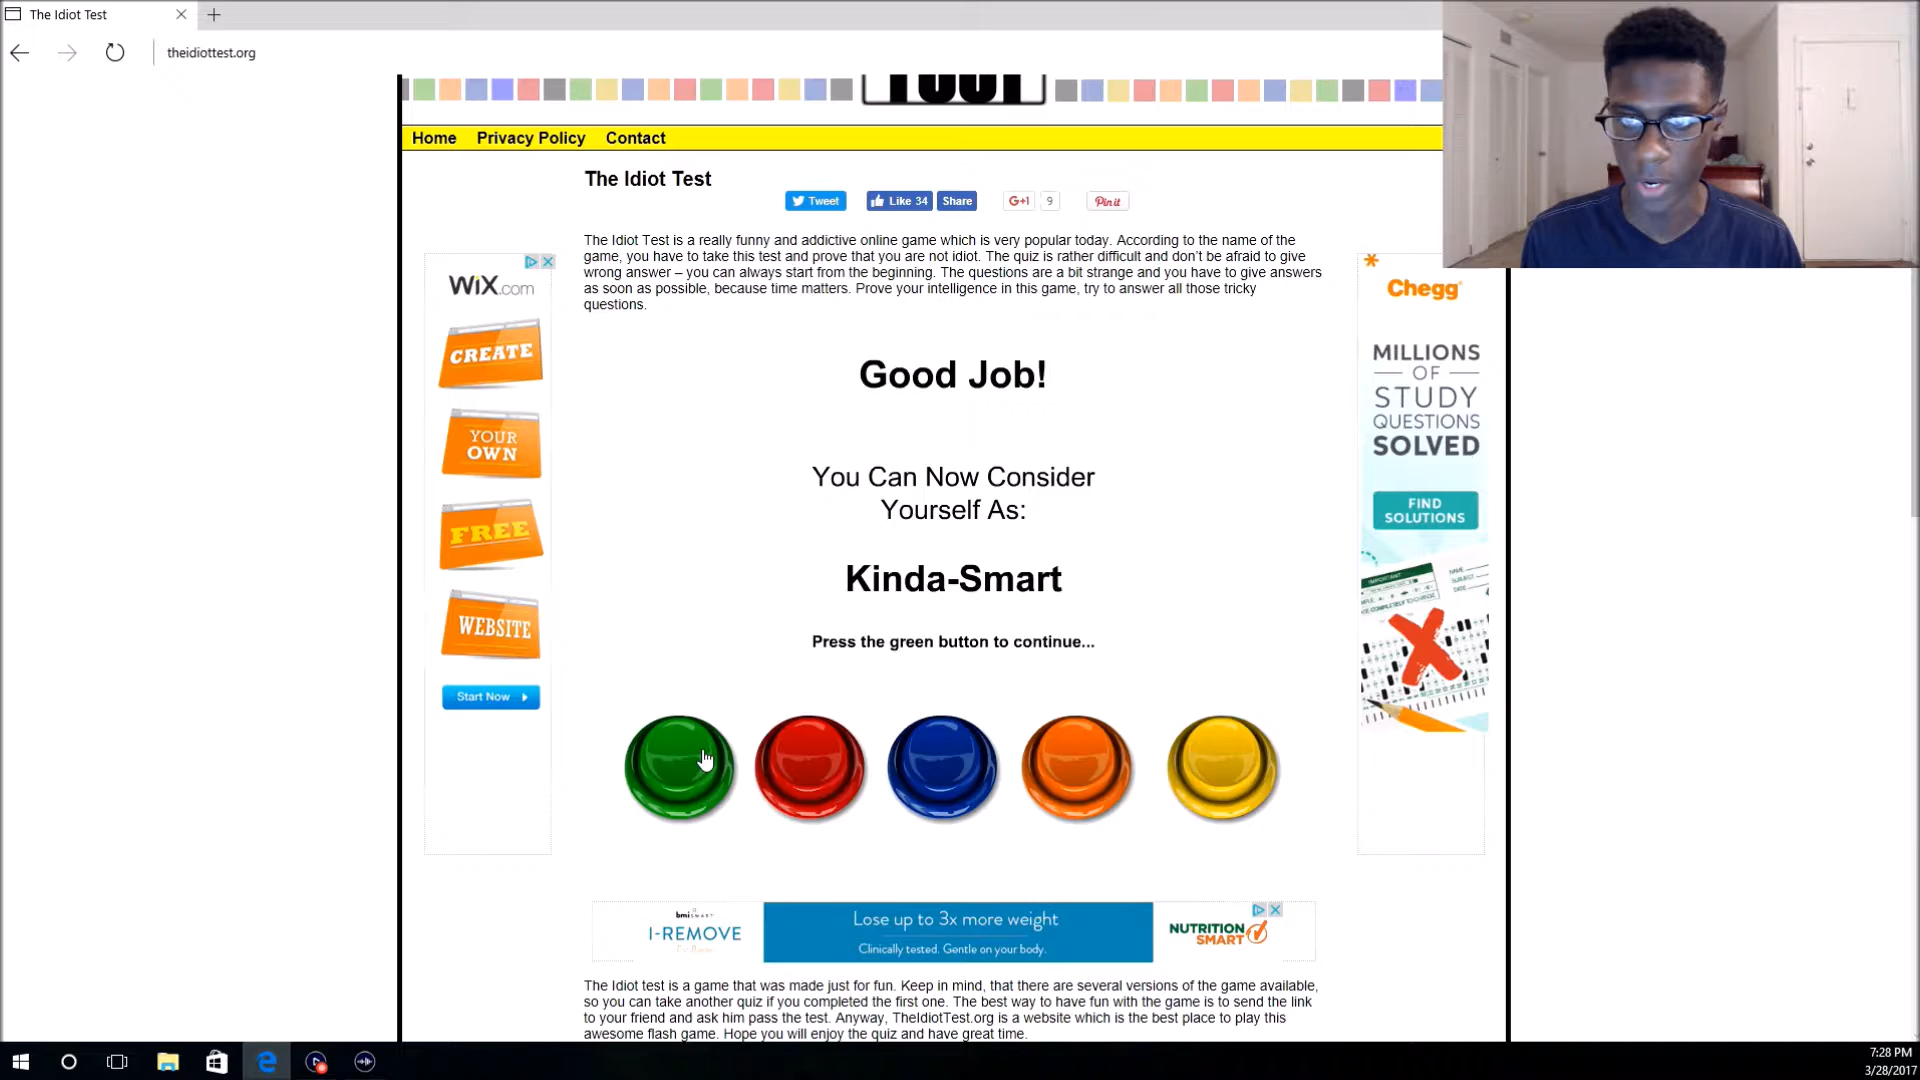 The Idiot Test
theidiottest.org
TEST
Home Privacy Policy Contact
The Idiot Test
Tweet Like 34 Share G+1 9 Pin it
The Idiot Test is a really funny and addictive online game which is very popular today. According to the name of the
game, you have to take this test and prove that you are not idiot. The quiz is rather difficult and don't be afraid to give
wrong answer – you can always start from the beginning. The questions are a bit strange and you have to give answers
as soon as possible, because time matters. Prove your intelligence in this game, try to answer all those tricky
questions.
WiX.com
CREATE
YOUR
OWN
FREE
WEBSITE
Start Now
Good Job!
You Can Now Consider
Yourself As:
Kinda-Smart
Press the green button to continue...
Chegg
MILLIONS
OF
STUDY
QUESTIONS
SOLVED
FIND
SOLUTIONS
IMPORTANT
NAME
SUBJECT
DATE
bmiSMART
I-REMOVE
Lose up to 3x more weight
Clinically tested. Gentle on your body.
NUTRITION
SMART
The Idiot test is a game that was made just for fun. Keep in mind, that there are several versions of the game available,
so you can take another quiz if you completed the first one. The best way to have fun with the game is to send the link
to your friend and ask him pass the test. Anyway, TheIdiotTest.org is a website which is the best place to play this
awesome flash game. Hope you will enjoy the quiz and have great time.
7:28 PM
3/28/2017